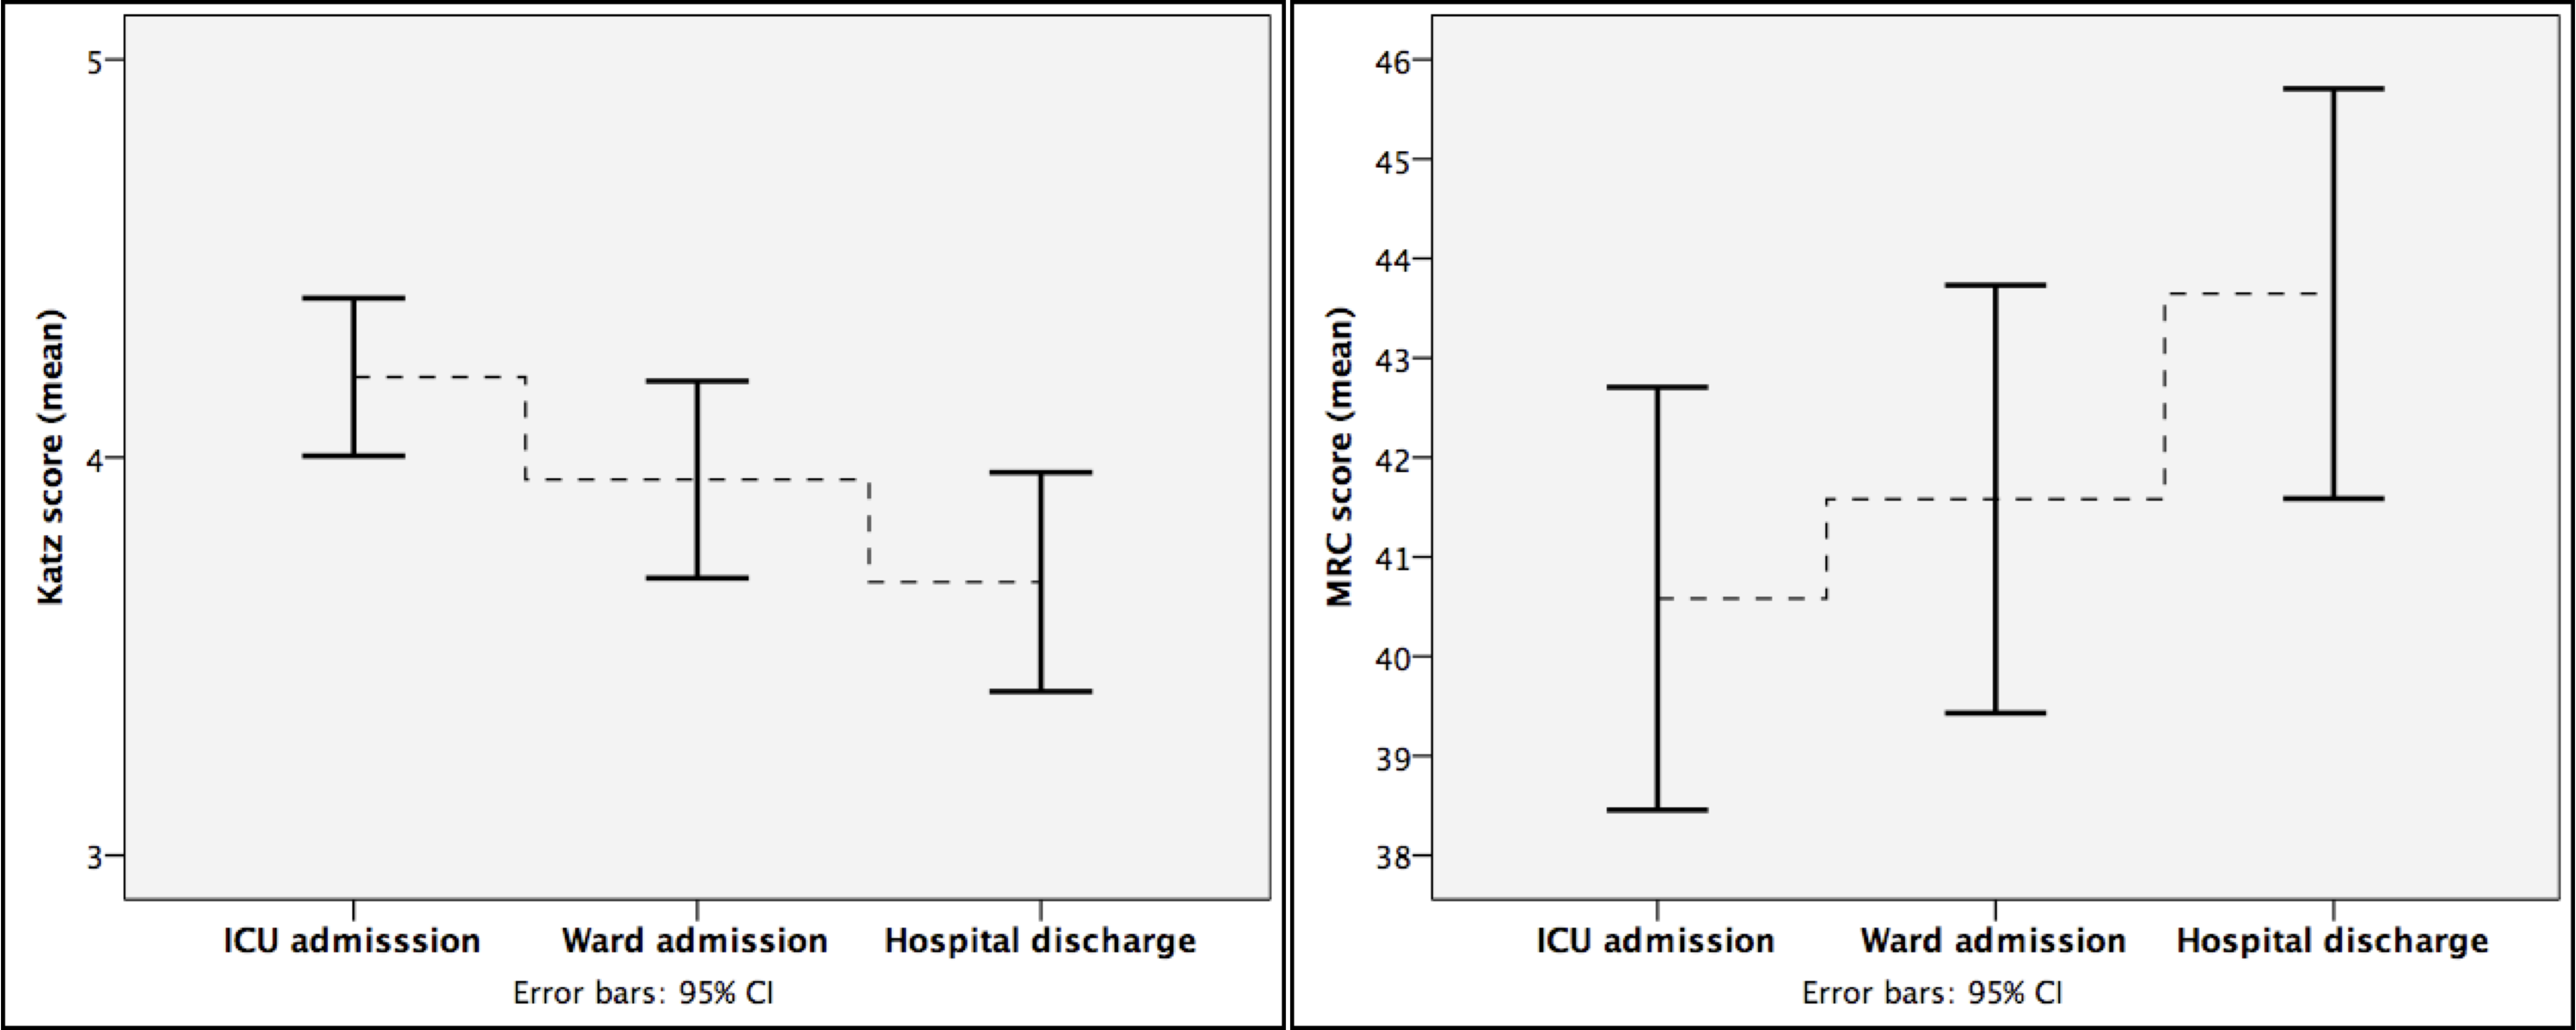 Katz score (mean)
5
4
3
ICU admisssion Ward admission Hospital discharge
Error bars: 95% CI
MRC score (mean)
46
45
44
43
42
41
40
39
38
ICU admission Ward admission Hospital discharge
Error bars: 95% CI